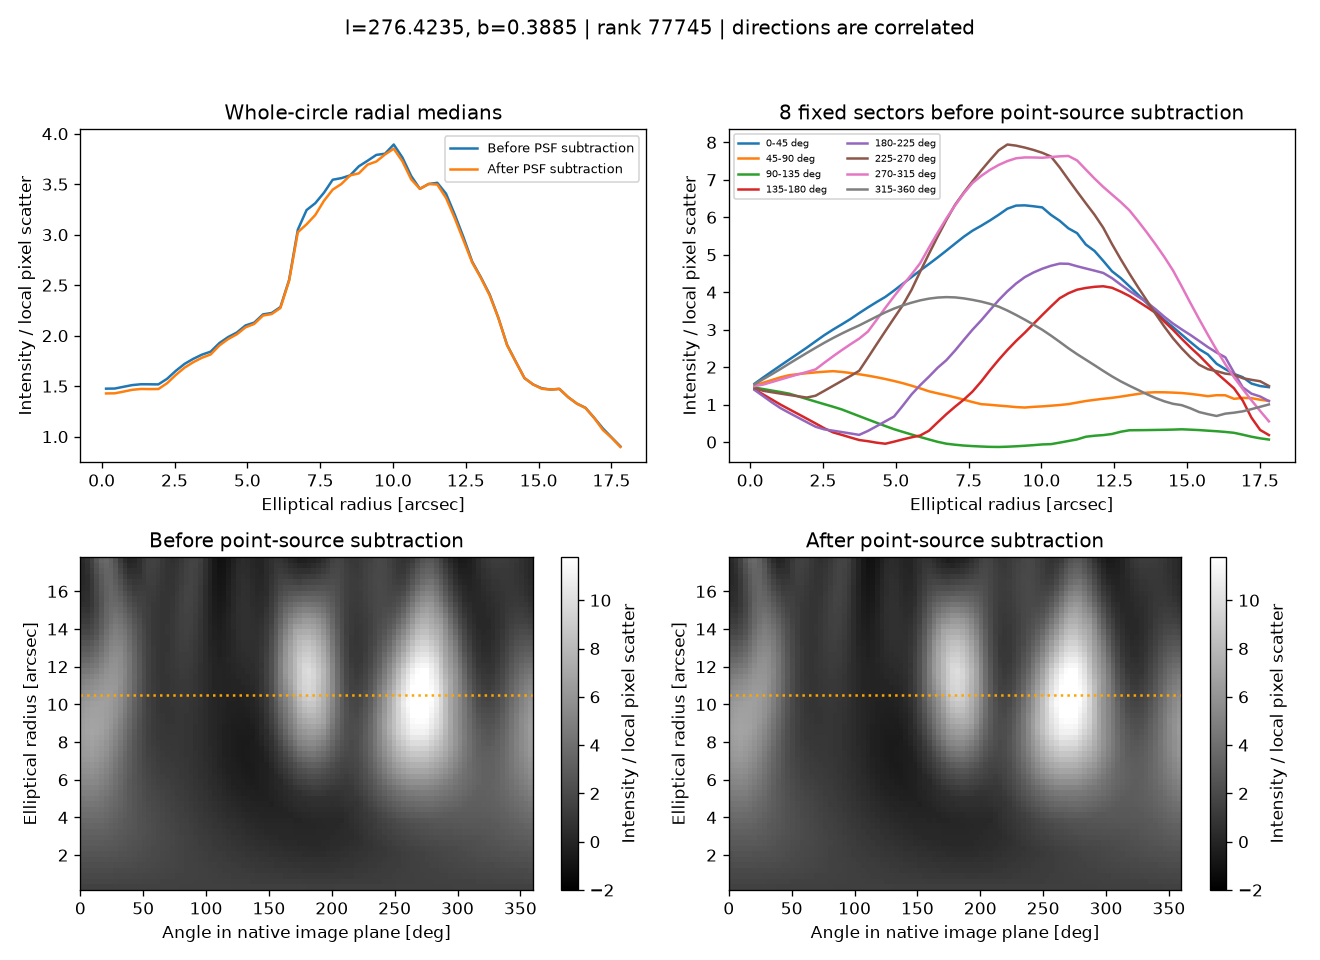 l=276.4235, b=0.3885 | rank 77745 | directions are correlated
Whole-circle radial medians
4.0
3.5
3.0
2.5
2.0
1.5
1.0
Intensity / local pixel scatter
Before PSF subtraction
After PSF subtraction
0.0 2.5 5.0 7.5 10.0 12.5 15.0 17.5
Elliptical radius [arcsec]
8 fixed sectors before point-source subtraction
8
7
6
5
4
3
2
1
0
Intensity / local pixel scatter
0-45 deg
45-90 deg
90-135 deg
135-180 deg
180-225 deg
225-270 deg
270-315 deg
315-360 deg
0.0 2.5 5.0 7.5 10.0 12.5 15.0 17.5
Elliptical radius [arcsec]
Before point-source subtraction
16
14
12
10
8
6
4
2
Elliptical radius [arcsec]
0 50 100 150 200 250 300 350
Angle in native image plane [deg]
10
8
6
4
2
0
−2
Intensity / local pixel scatter
After point-source subtraction
16
14
12
10
8
6
4
2
Elliptical radius [arcsec]
0 50 100 150 200 250 300 350
Angle in native image plane [deg]
10
8
6
4
2
0
−2
Intensity / local pixel scatter